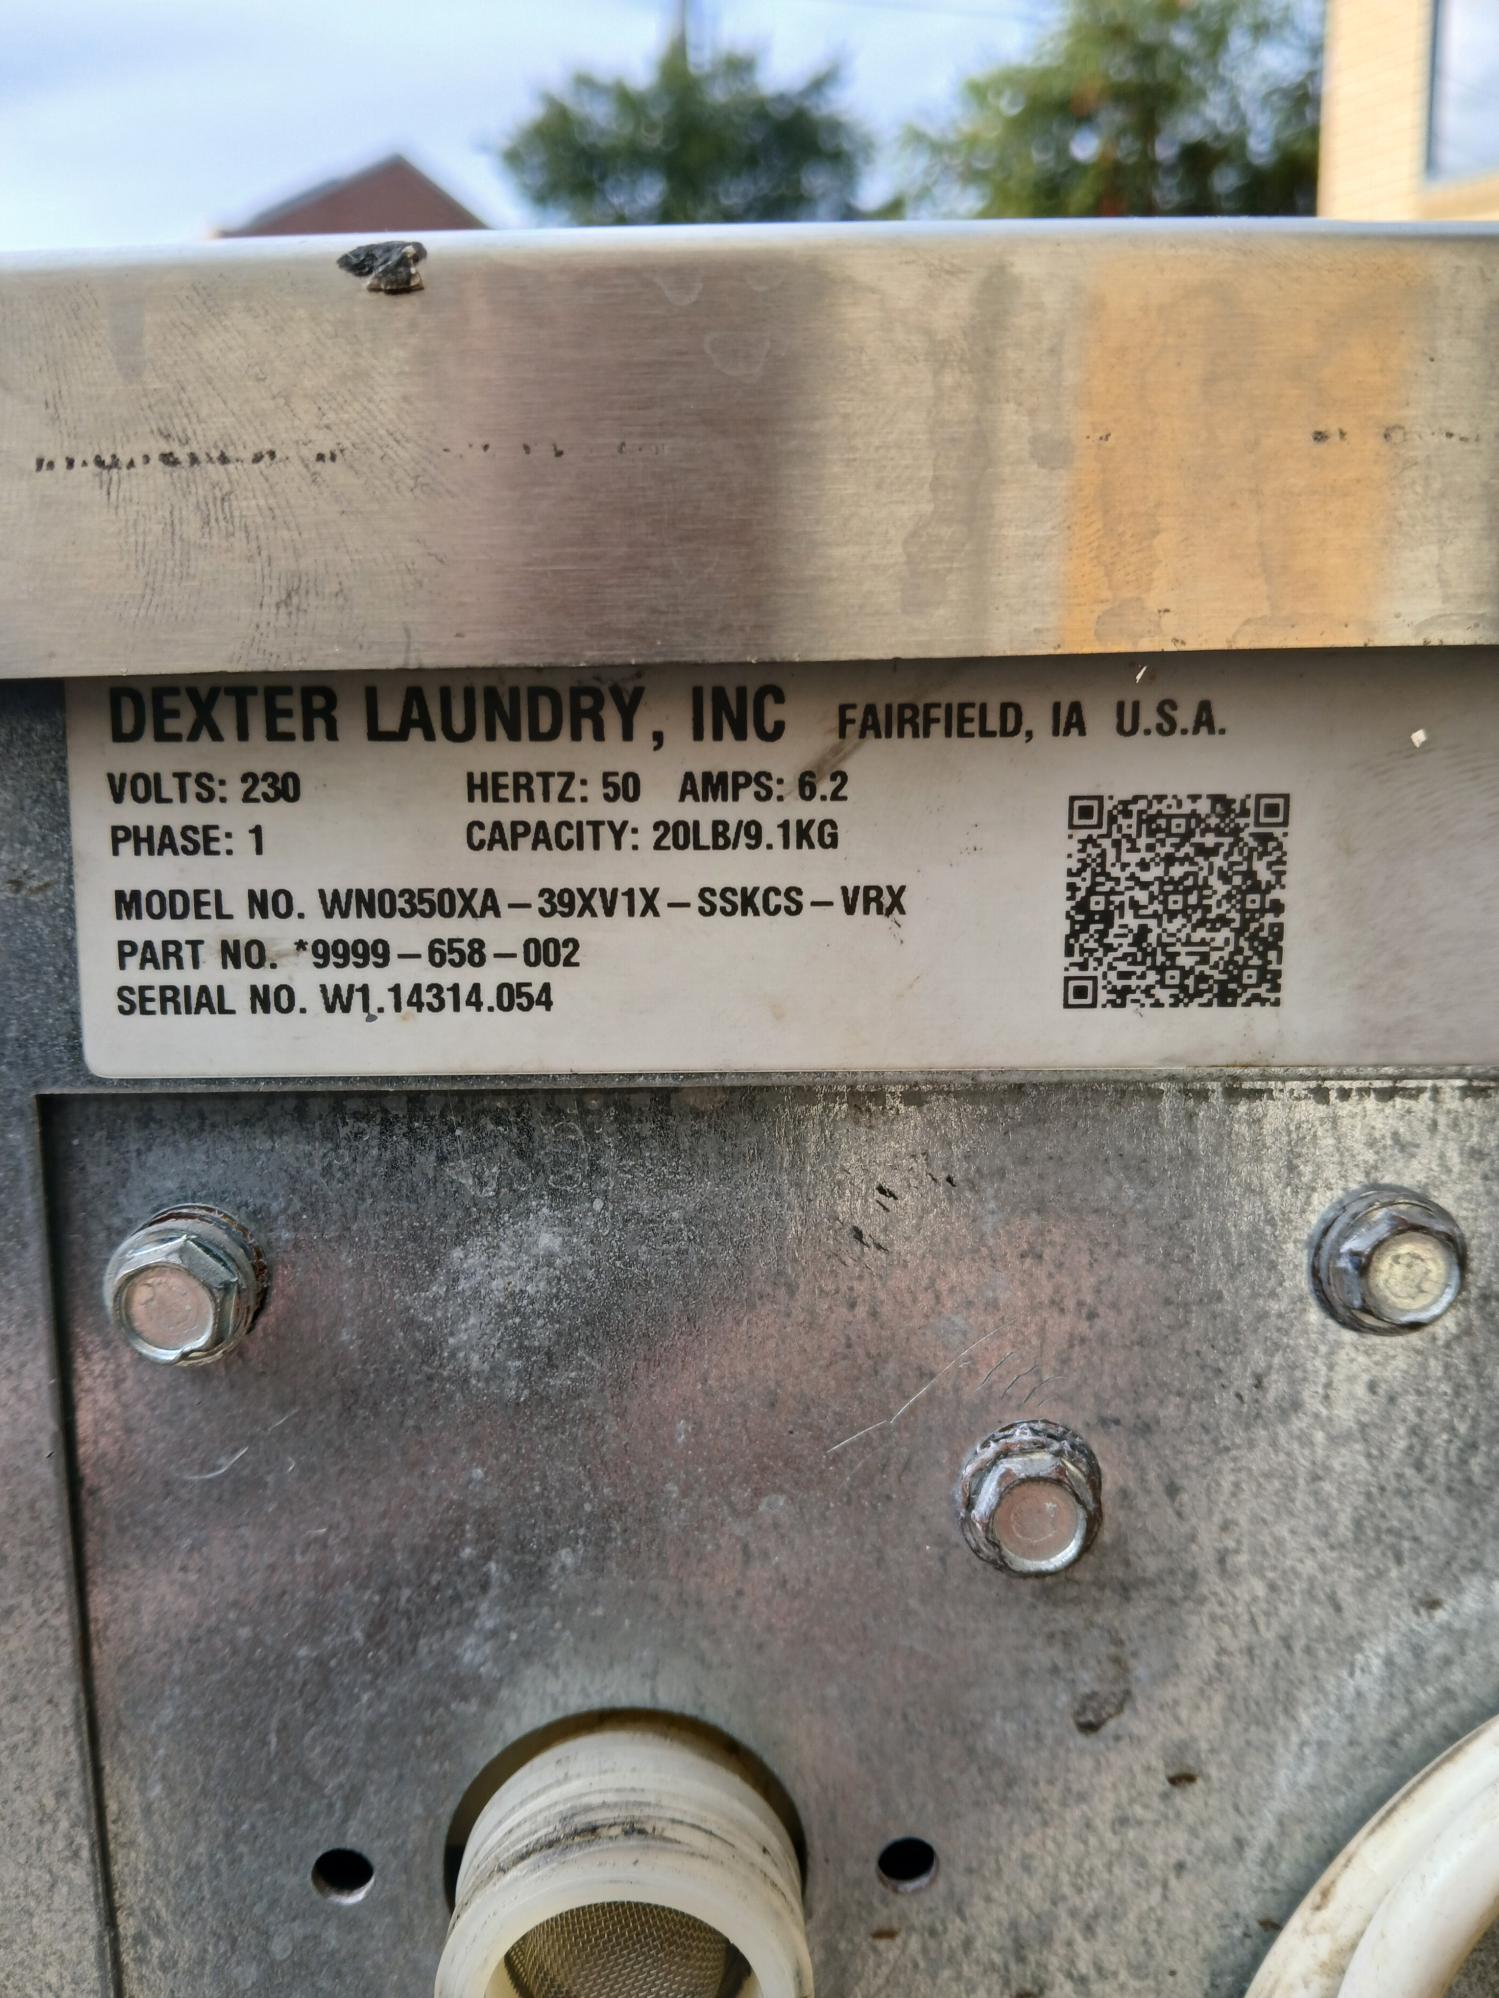 DEXTER LAUNDRY, INC FAIRFIELD, IA U.S.A.
VOLTS: 230 HERTZ: 50 AMPS: 6.2
PHASE: 1 CAPACITY: 20LB/9.1KG
MODEL NO. WN0350XA-39XV1X-SSKCS-VRX
PART NO. *9999-658-002
SERIAL NO. W1.14314.054